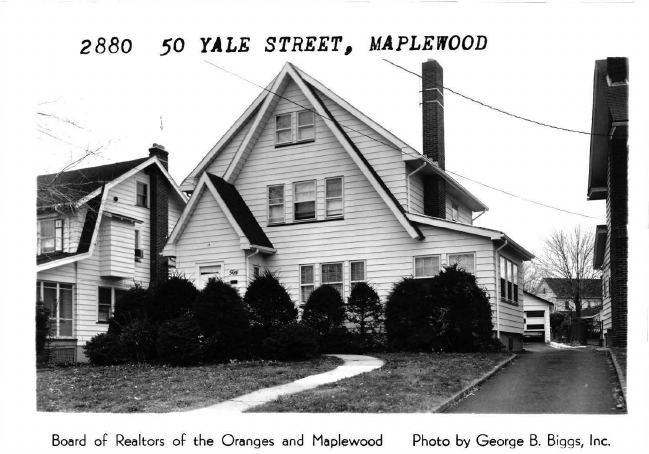 2880 50 YALE STREET, MAPLEWOOD
Board of Realtors of the Oranges and Maplewood Photo by George B. Biggs, Inc.